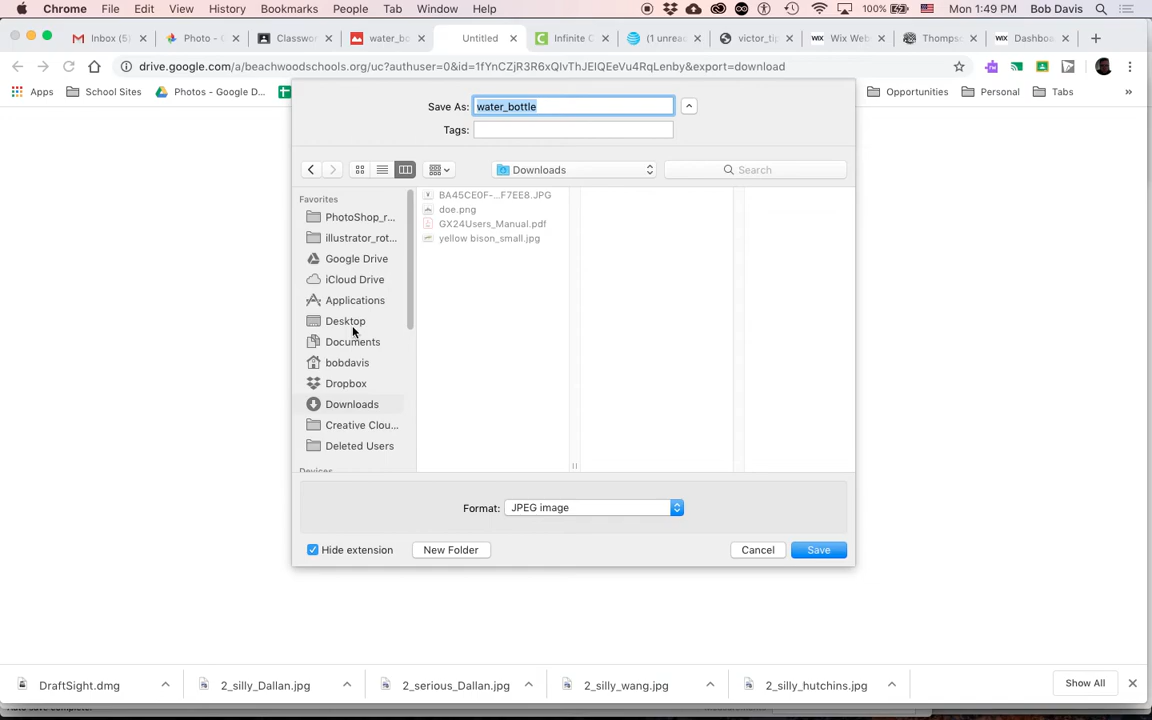 Chrome File Edit View History Bookmarks People Tab Window Help 100% Mon 1:49 PM Bob Davis
Inbox (5) Photo - C Classwor water_bo Untitled Infinite C (1 unrea victor_tip Wix Web Thomps Dashboa
drive.google.com/a/beachwoodschools.org/uc?authuser=0&id=1fYnCZjR3R6xQIvThJEIQEeVu4RqLenby&export=download
Apps School Sites Photos - Google D... Opportunities Personal Tabs »
Save As: water_bottle
Tags:
Downloads Search
Favorites
PhotoShop_r...
illustrator_rot...
Google Drive
iCloud Drive
Applications
Desktop
Documents
bobdavis
Dropbox
Downloads
Creative Clou...
Deleted Users
Devices
BA45CE0F-...F7EE8.JPG
doe.png
GX24Users_Manual.pdf
yellow bison_small.jpg
Format: JPEG image
Hide extension New Folder Cancel Save
DraftSight.dmg 2_silly_Dallan.jpg 2_serious_Dallan.jpg 2_silly_wang.jpg 2_silly_hutchins.jpg Show All